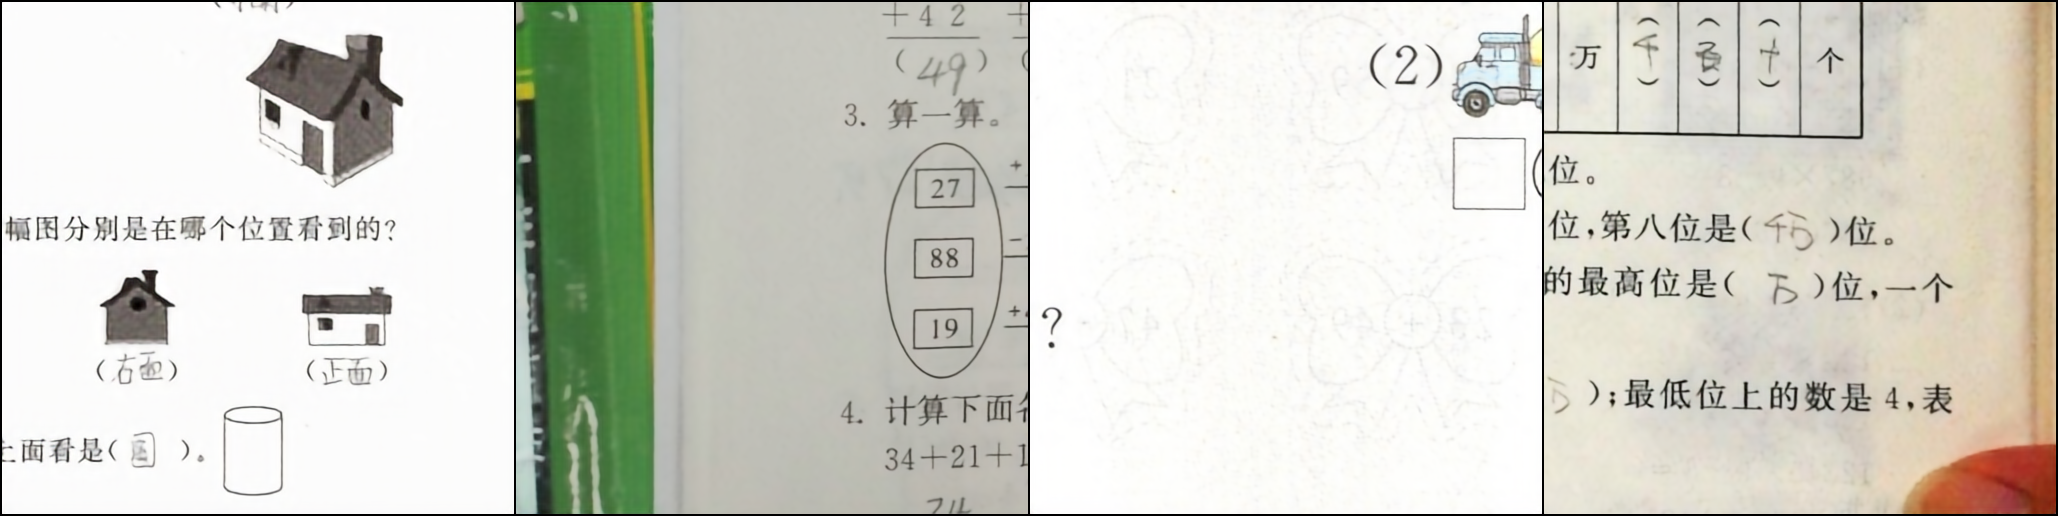 幅图分别是在哪个位置看到的?
(右面) (正面)
上面看是(圆)。
+42
(49)
3. 算一算。
27
88
19
4. 计算下面
34+21+1
74
(2)
?
万 (千) (百) (十) 个
位。
位,第八位是(千万)位。
的最高位是(万)位,一个
万);最低位上的数是 4,表